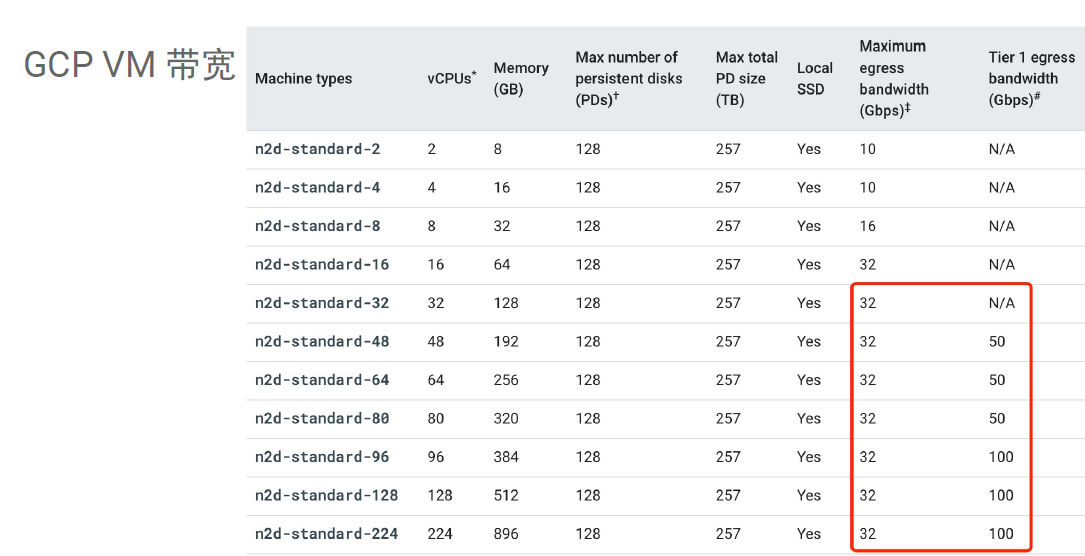 GCP VM 带宽
Machine types vCPUs* Memory (GB) Max number of persistent disks (PDs)† Max total PD size (TB) Local SSD Maximum egress bandwidth (Gbps)‡ Tier 1 egress bandwidth (Gbps)#
n2d-standard-2 2 8 128 257 Yes 10 N/A
n2d-standard-4 4 16 128 257 Yes 10 N/A
n2d-standard-8 8 32 128 257 Yes 16 N/A
n2d-standard-16 16 64 128 257 Yes 32 N/A
n2d-standard-32 32 128 128 257 Yes 32 N/A
n2d-standard-48 48 192 128 257 Yes 32 50
n2d-standard-64 64 256 128 257 Yes 32 50
n2d-standard-80 80 320 128 257 Yes 32 50
n2d-standard-96 96 384 128 257 Yes 32 100
n2d-standard-128 128 512 128 257 Yes 32 100
n2d-standard-224 224 896 128 257 Yes 32 100